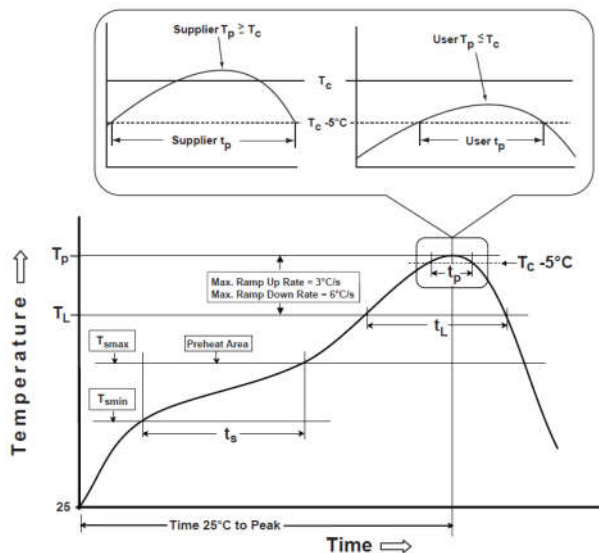 Supplier Tp ≥ Tc
User Tp ≤ Tc
Tc
Tc -5°C
Supplier tp
User tp
Tp
Tc -5°C
tp
Max. Ramp Up Rate = 3°C/s
Max. Ramp Down Rate = 6°C/s
TL
tL
Tsmax
Preheat Area
Tsmin
ts
Temperature
25
Time 25°C to Peak
Time